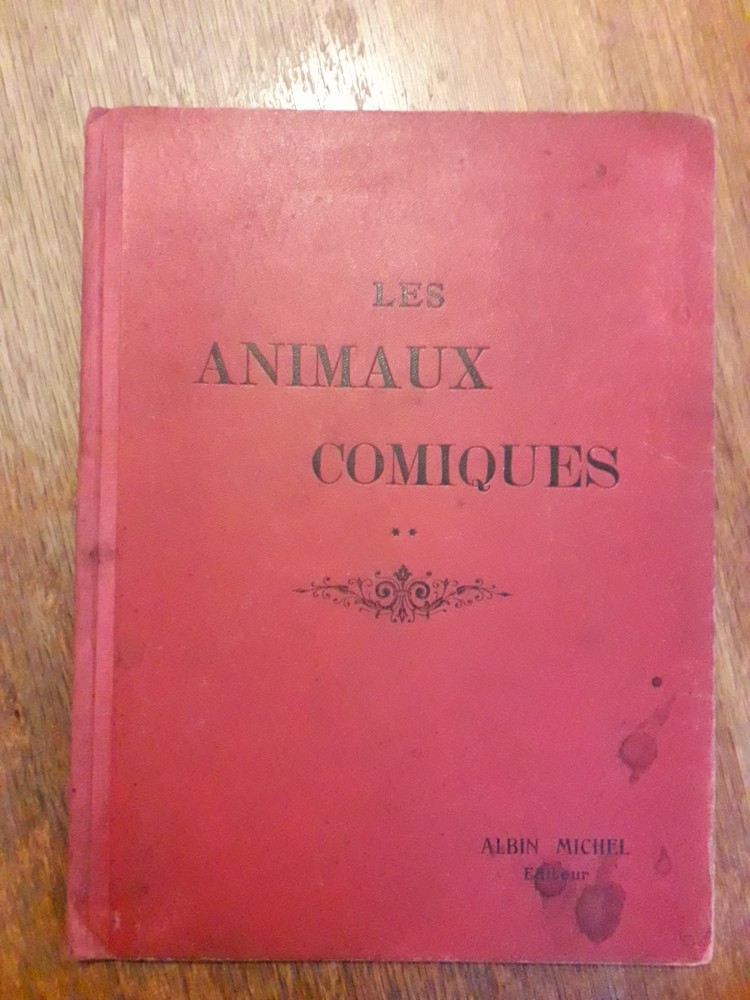 LES
ANIMAUX
COMIQUES
**
ALBIN MICHEL
Editeur